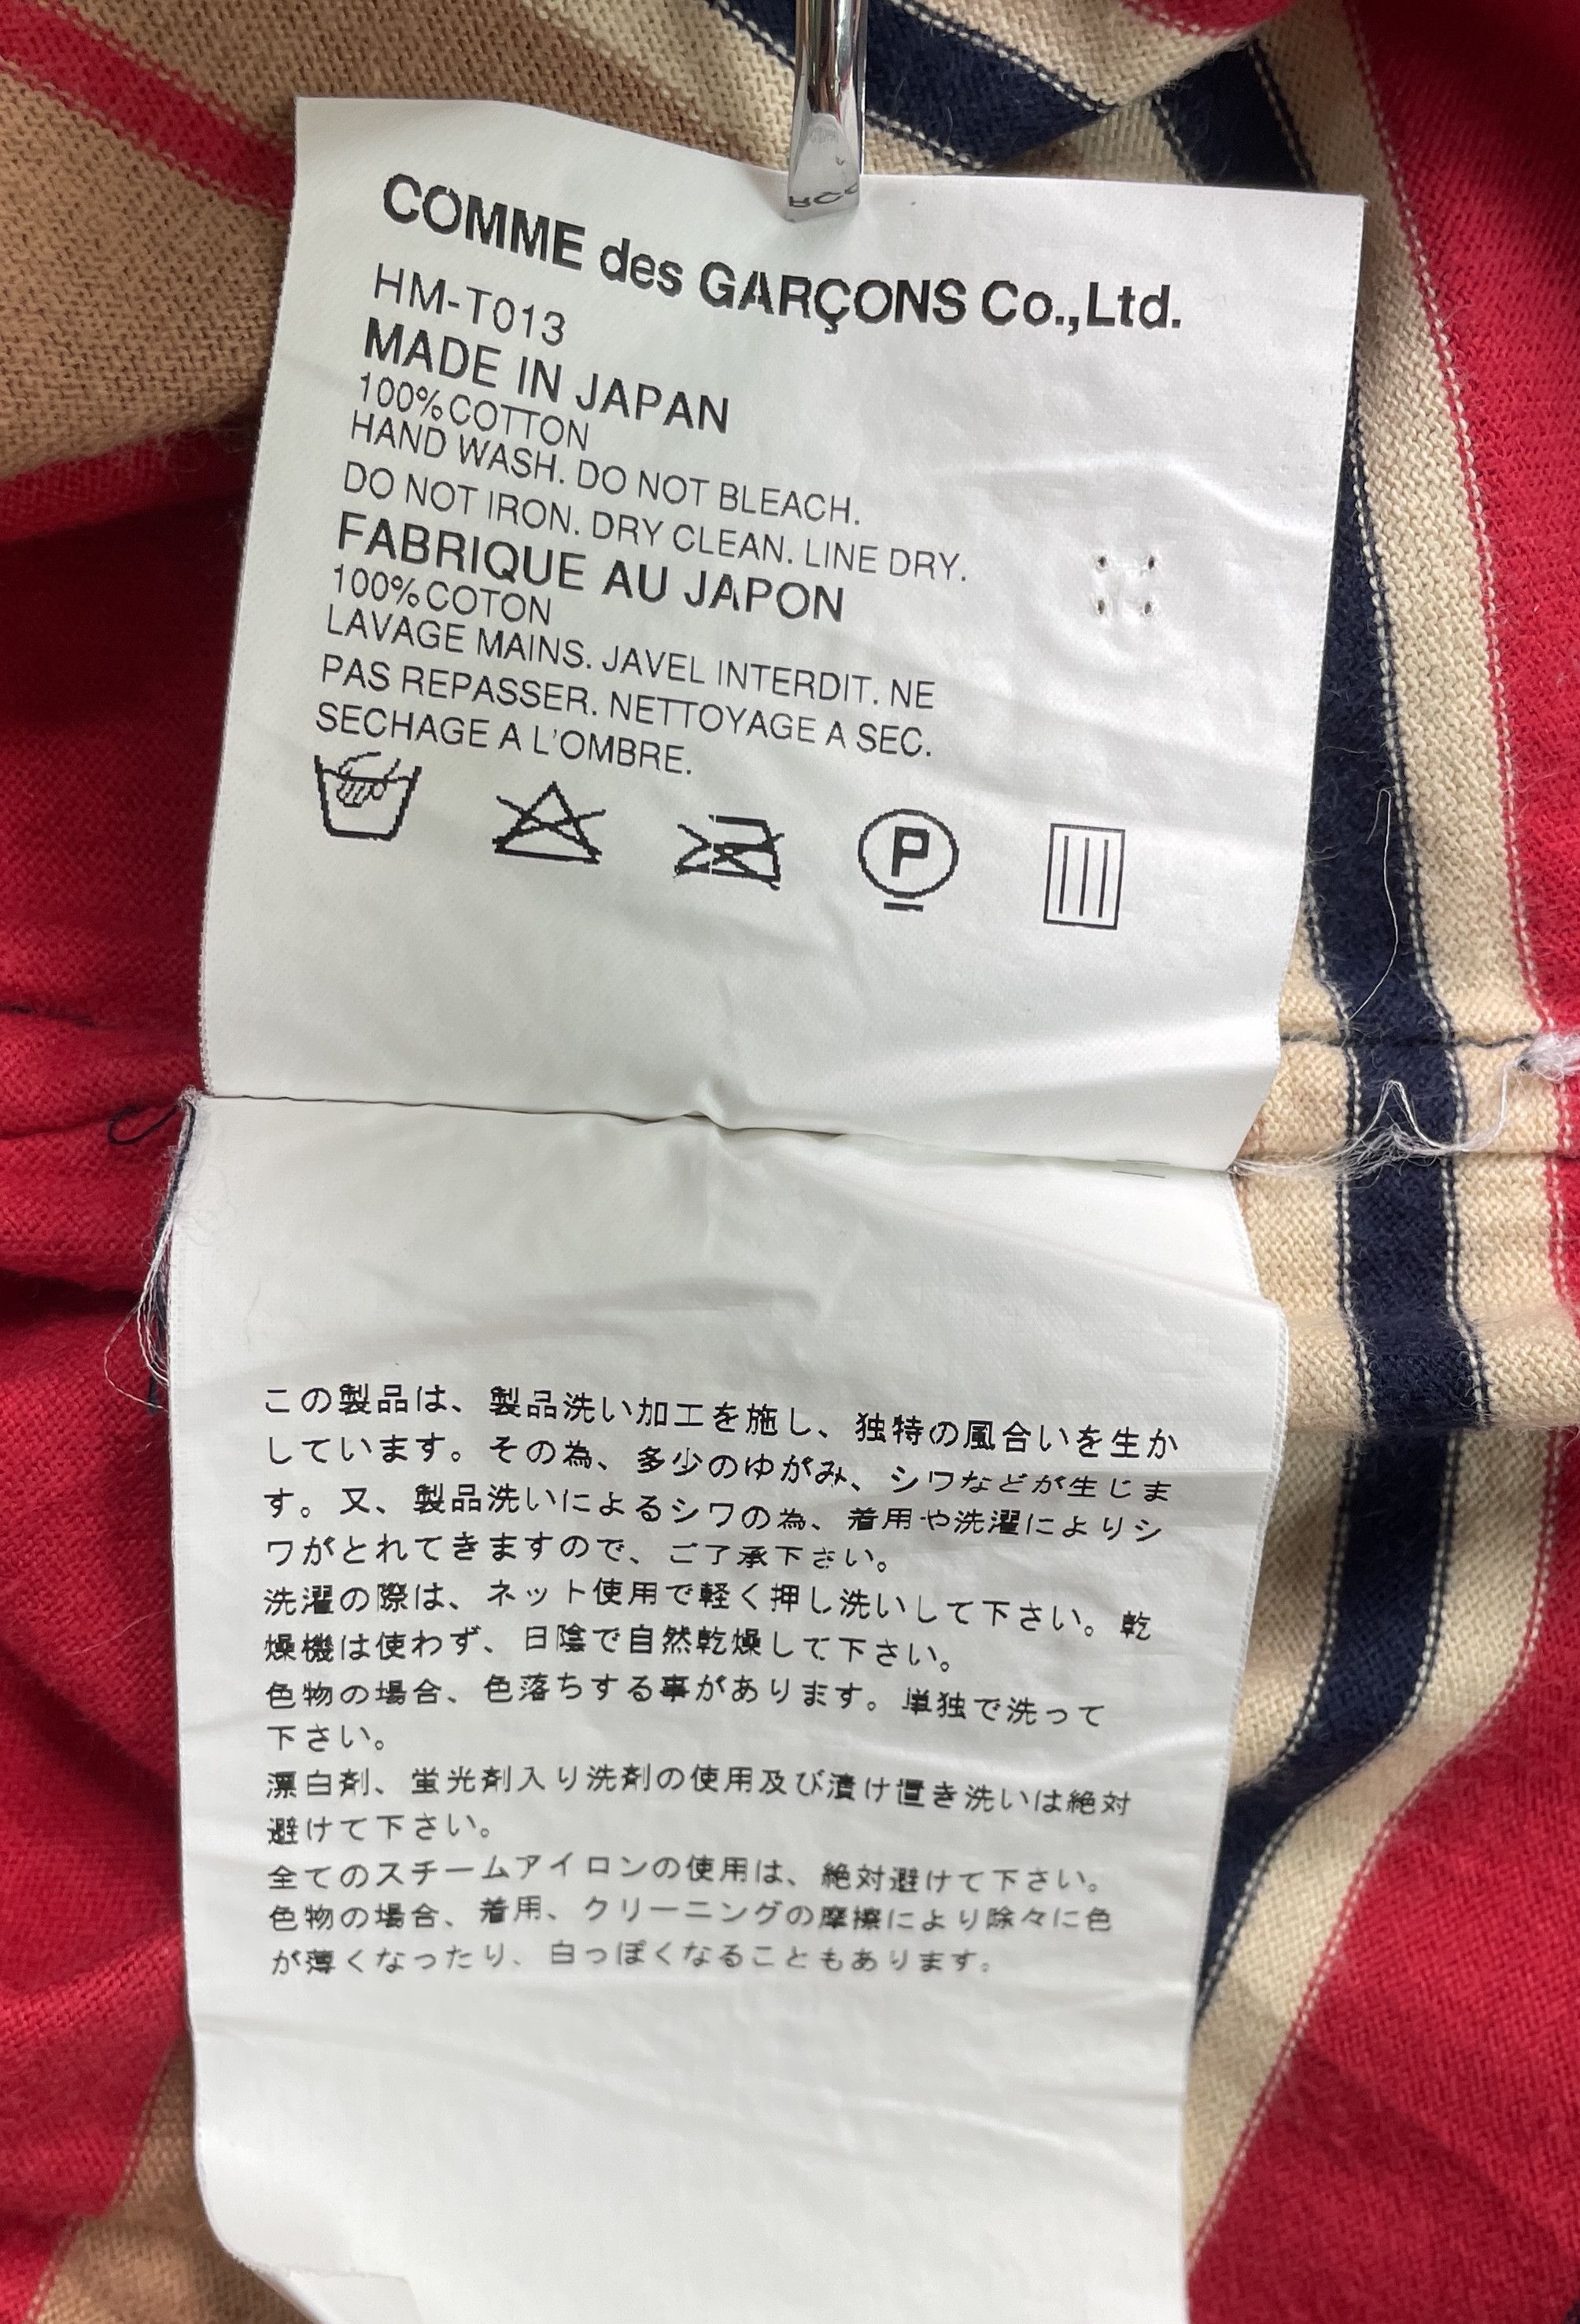 COMME des GARÇONS Co.,Ltd.
HM-T013
MADE IN JAPAN
100%COTTON
HAND WASH. DO NOT BLEACH.
DO NOT IRON. DRY CLEAN. LINE DRY.
FABRIQUE AU JAPON
100%COTON
LAVAGE MAINS. JAVEL INTERDIT. NE
PAS REPASSER. NETTOYAGE A SEC.
SECHAGE A L'OMBRE.
P
この製品は、製品洗い加工を施し、独特の風合いを生か
しています。その為、多少のゆがみ、シワなどが生じま
す。又、製品洗いによるシワの為、着用や洗濯によりシ
ワがとれてきますので、ご了承下さい。
洗濯の際は、ネット使用で軽く押し洗いして下さい。乾
燥機は使わず、日陰で自然乾燥して下さい。
色物の場合、色落ちする事があります。単独で洗って
下さい。
漂白剤、蛍光剤入り洗剤の使用及び漬け置き洗いは絶対
避けて下さい。
全てのスチームアイロンの使用は、絶対避けて下さい。
色物の場合、着用、クリーニングの摩擦により除々に色
が薄くなったり、白っぽくなることもあります。